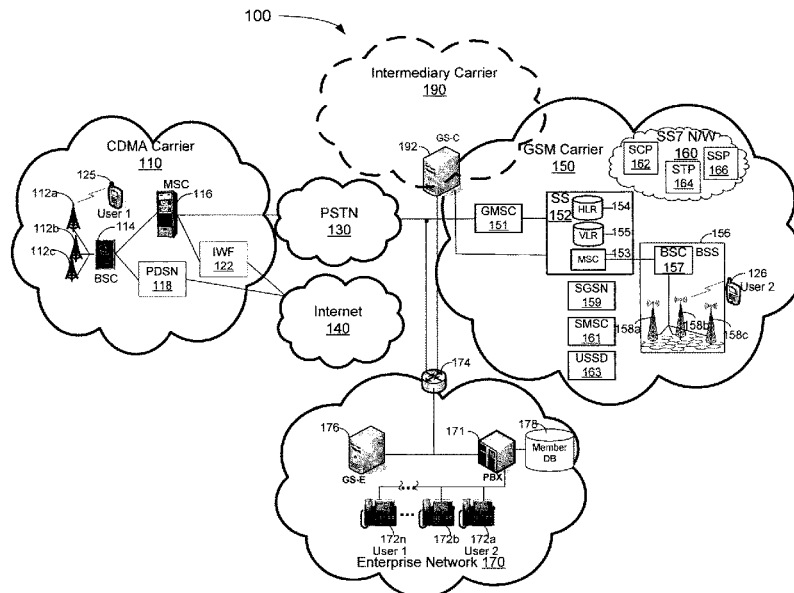 100
Intermediary Carrier
190
GS-C
192
CDMA Carrier
110
125
MSC
116
112a
User 1
114
112b
112c
BSC
PDSN
118
IWF
122
PSTN
130
Internet
140
GSM Carrier
150
SS7 N/W
160
SCP
162
STP
164
SSP
166
GMSC
151
SS
152
HLR
154
VLR
155
153
MSC
156
BSC
157
BSS
126
User 2
158a
158b
158c
SGSN
159
SMSC
161
USSD
163
174
176
GS-E
171
PBX
178
Member
DB
172n
User 1
172b
172a
User 2
Enterprise Network 170